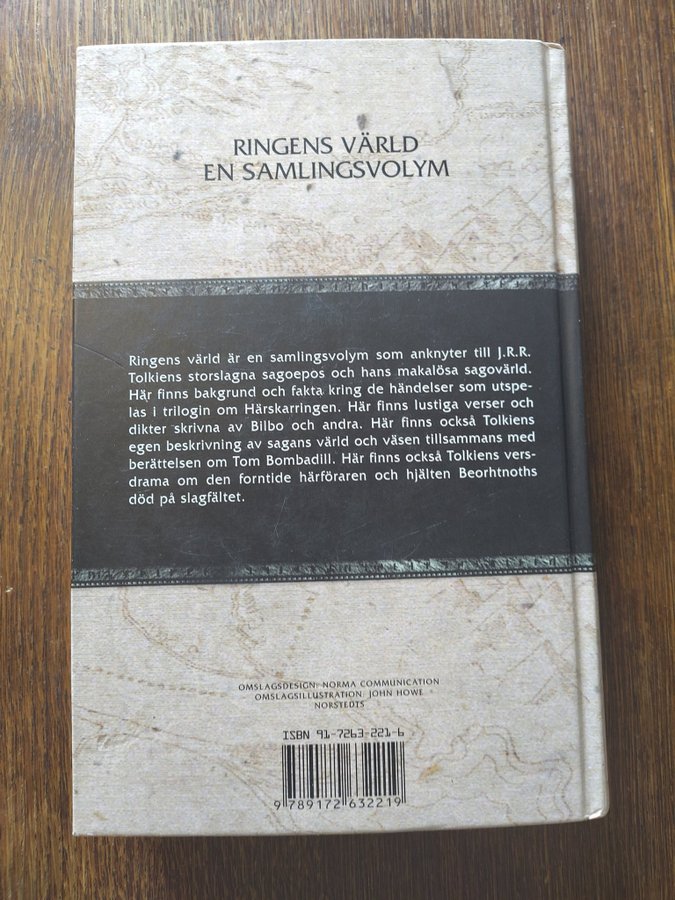 RINGENS VÄRLD
EN SAMLINGSVOLYM
Ringens värld är en samlingsvolym som anknyter till J.R.R.
Tolkiens storslagna sagoepos och hans makalösa sagovärld.
Här finns bakgrund och fakta kring de händelser som utspe-
las i trilogin om Härskarringen. Här finns lustiga verser och
dikter skrivna av Bilbo och andra. Här finns också Tolkiens
egen beskrivning av sagans värld och väsen tillsammans med
berättelsen om Tom Bombadill. Här finns också Tolkiens vers-
drama om den forntide härföraren och hjälten Beorhtnoths
död på slagfältet.
OMSLAGSDESIGN: NORMA COMMUNICATION
OMSLAGSILLUSTRATION: JOHN HOWE
NORSTEDTS
ISBN 91-7263-221-6
9 789172 632219